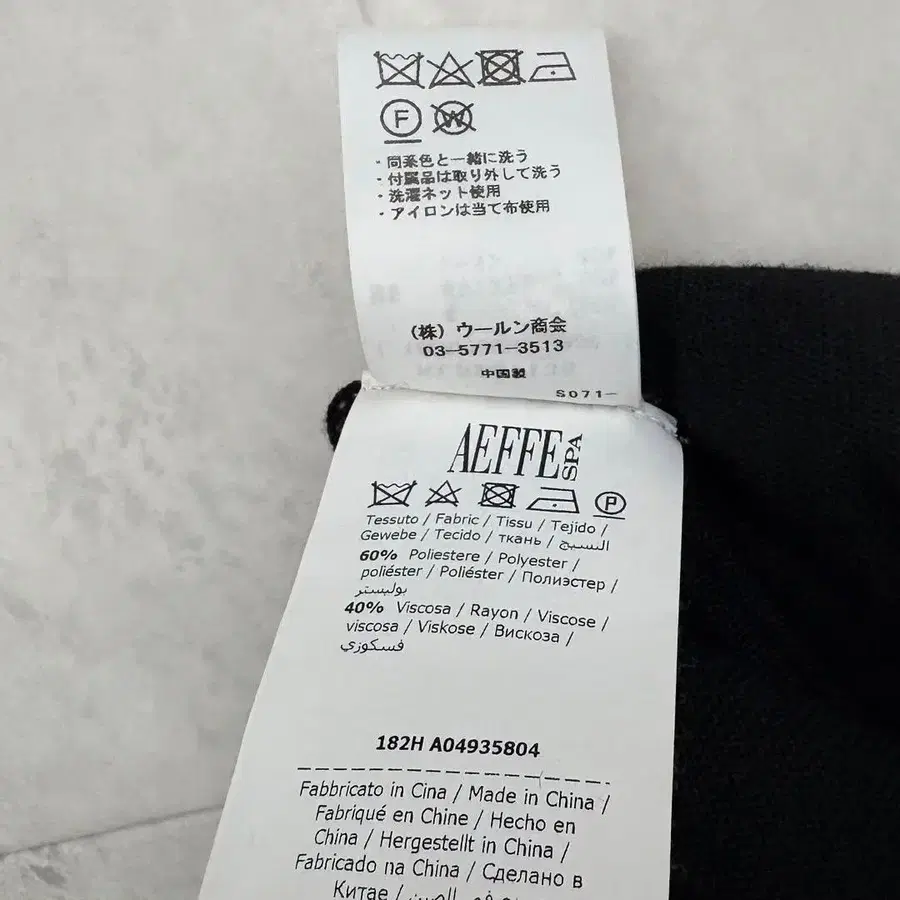 F W
・同系色と一緒に洗う
・付属品は取り外して洗う
・洗濯ネット使用
・アイロンは当て布使用
(株) ウールン商会
03-5771-3513
中国製
S071-
AEFFE SPA
P
Tessuto / Fabric / Tissu / Tejido /
Gewebe / Tecido / ткань / النسيج
60% Poliestere / Polyester /
poliéster / Poliéster / Полиэстер /
بوليستر
40% Viscosa / Rayon / Viscose /
viscosa / Viskose / Вискоза /
فسكوزي
182H A04935804
Fabbricato in Cina / Made in China /
Fabriqué en Chine / Hecho en
China / Hergestellt in China /
Fabricado na China / Сделано в
Китае /